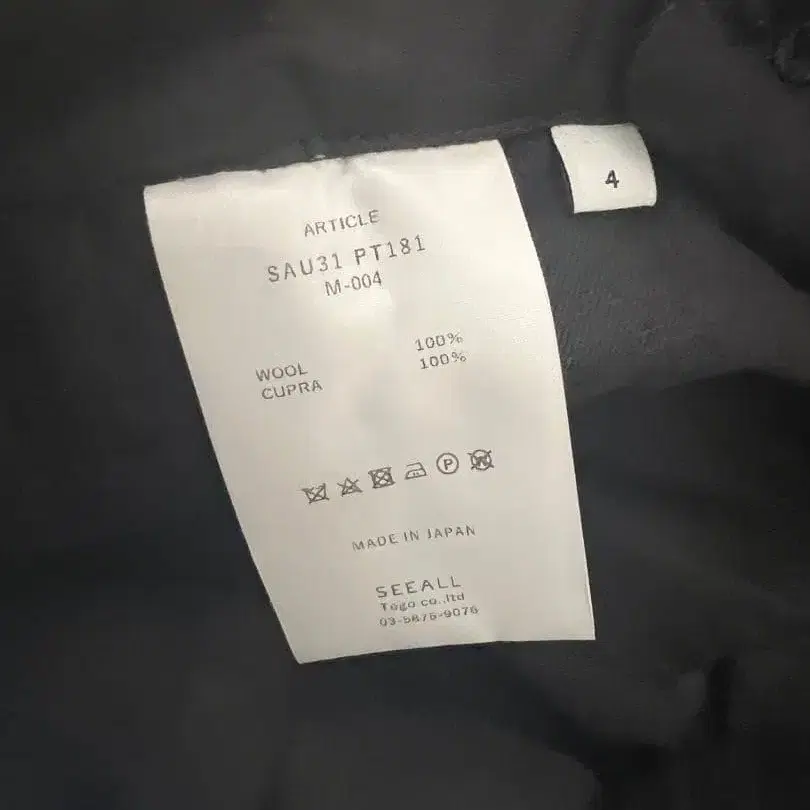 ARTICLE
SAU31 PT181
M-004
WOOL 100%
CUPRA 100%
P
W
MADE IN JAPAN
SEEALL
Togo co.,ltd
03-5875-9076
4